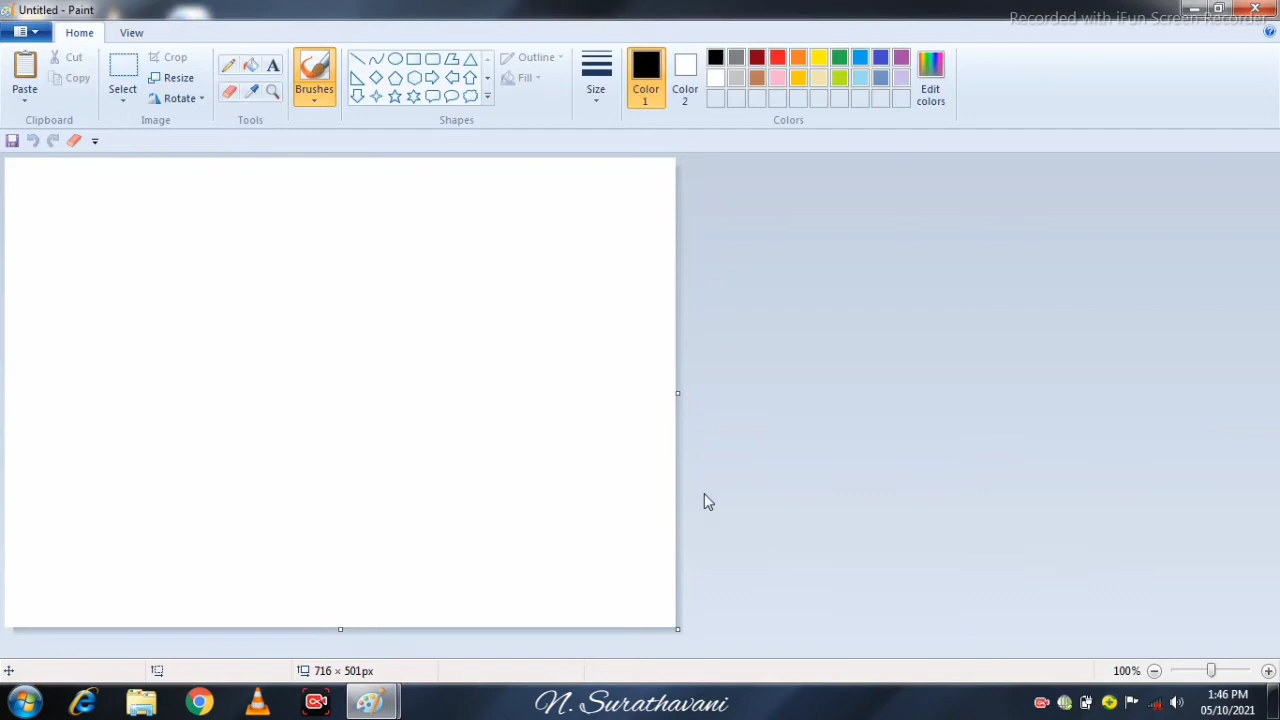 Untitled - Paint
Recorded with iFun Screen Recorder
Home
View
Paste
Cut
Copy
Clipboard
Select
Crop
Resize
Rotate
Image
A
Tools
Brushes
Shapes
Outline
Fill
Size
Color 1
Color 2
Edit colors
Colors
716 × 501px
100%
N. Surathavani
1:46 PM
05/10/2021